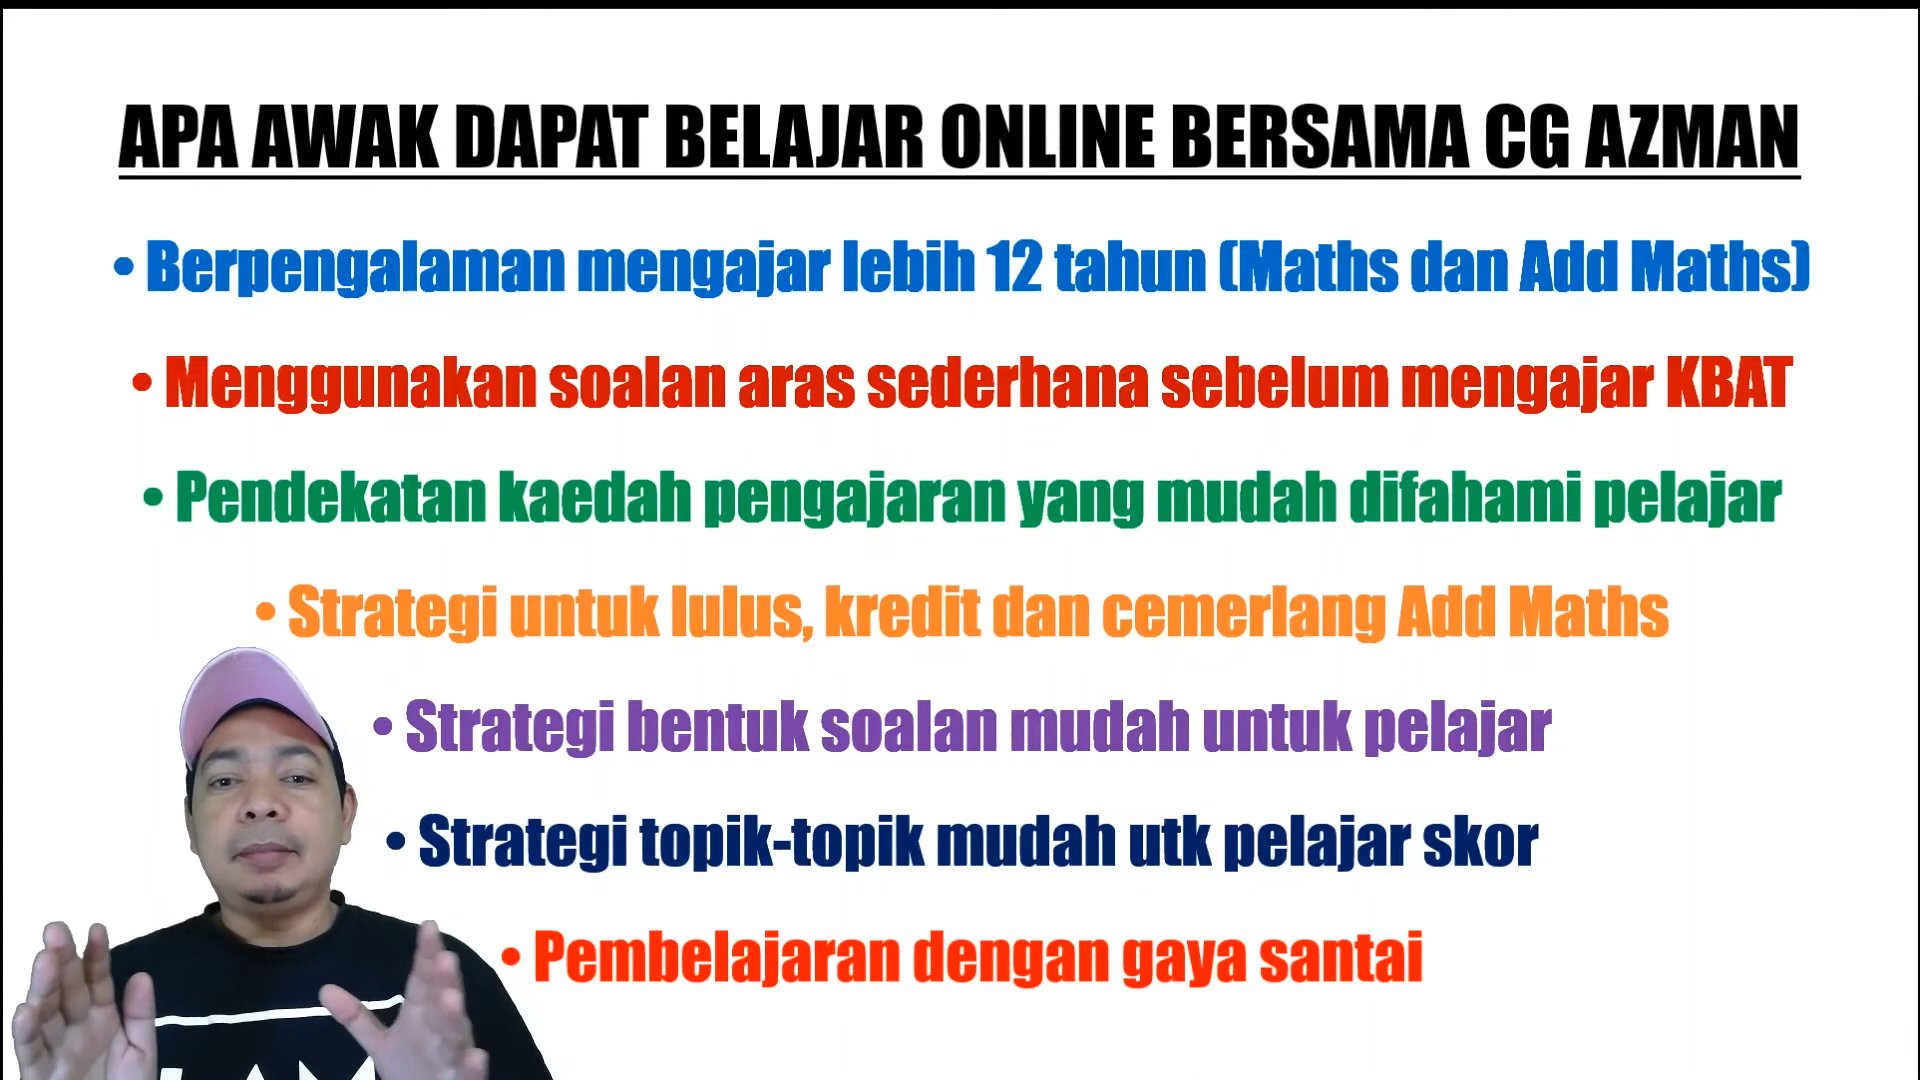 APA AWAK DAPAT BELAJAR ONLINE BERSAMA CG AZMAN
• Berpengalaman mengajar lebih 12 tahun (Maths dan Add Maths)
• Menggunakan soalan aras sederhana sebelum mengajar KBAT
• Pendekatan kaedah pengajaran yang mudah difahami pelajar
• Strategi untuk lulus, kredit dan cemerlang Add Maths
• Strategi bentuk soalan mudah untuk pelajar
• Strategi topik-topik mudah utk pelajar skor
• Pembelajaran dengan gaya santai